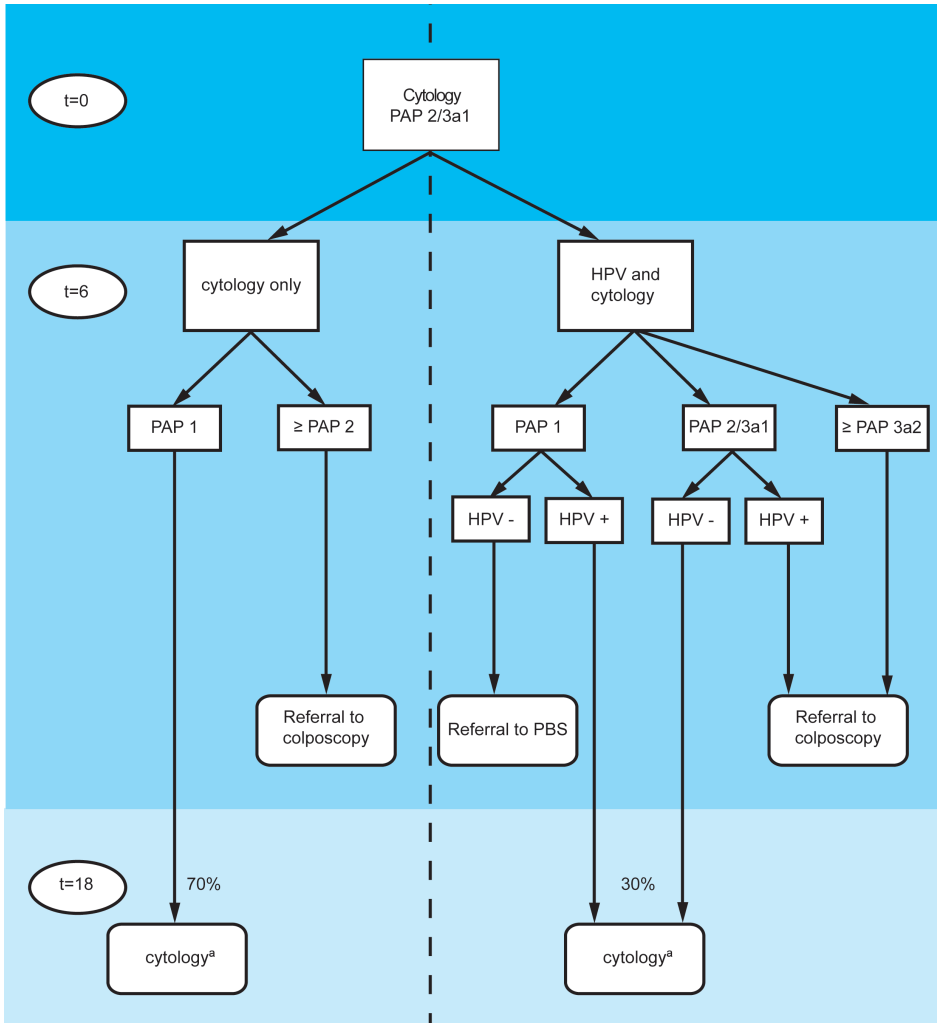 t=0
Cytology
PAP 2/3a1
t=6
cytology only
HPV and
cytology
PAP 1
≥ PAP 2
PAP 1
PAP 2/3a1
≥ PAP 3a2
HPV -
HPV +
HPV -
HPV +
Referral to
colposcopy
Referral to PBS
Referral to
colposcopy
t=18
70%
30%
cytologyᵃ
cytologyᵃ